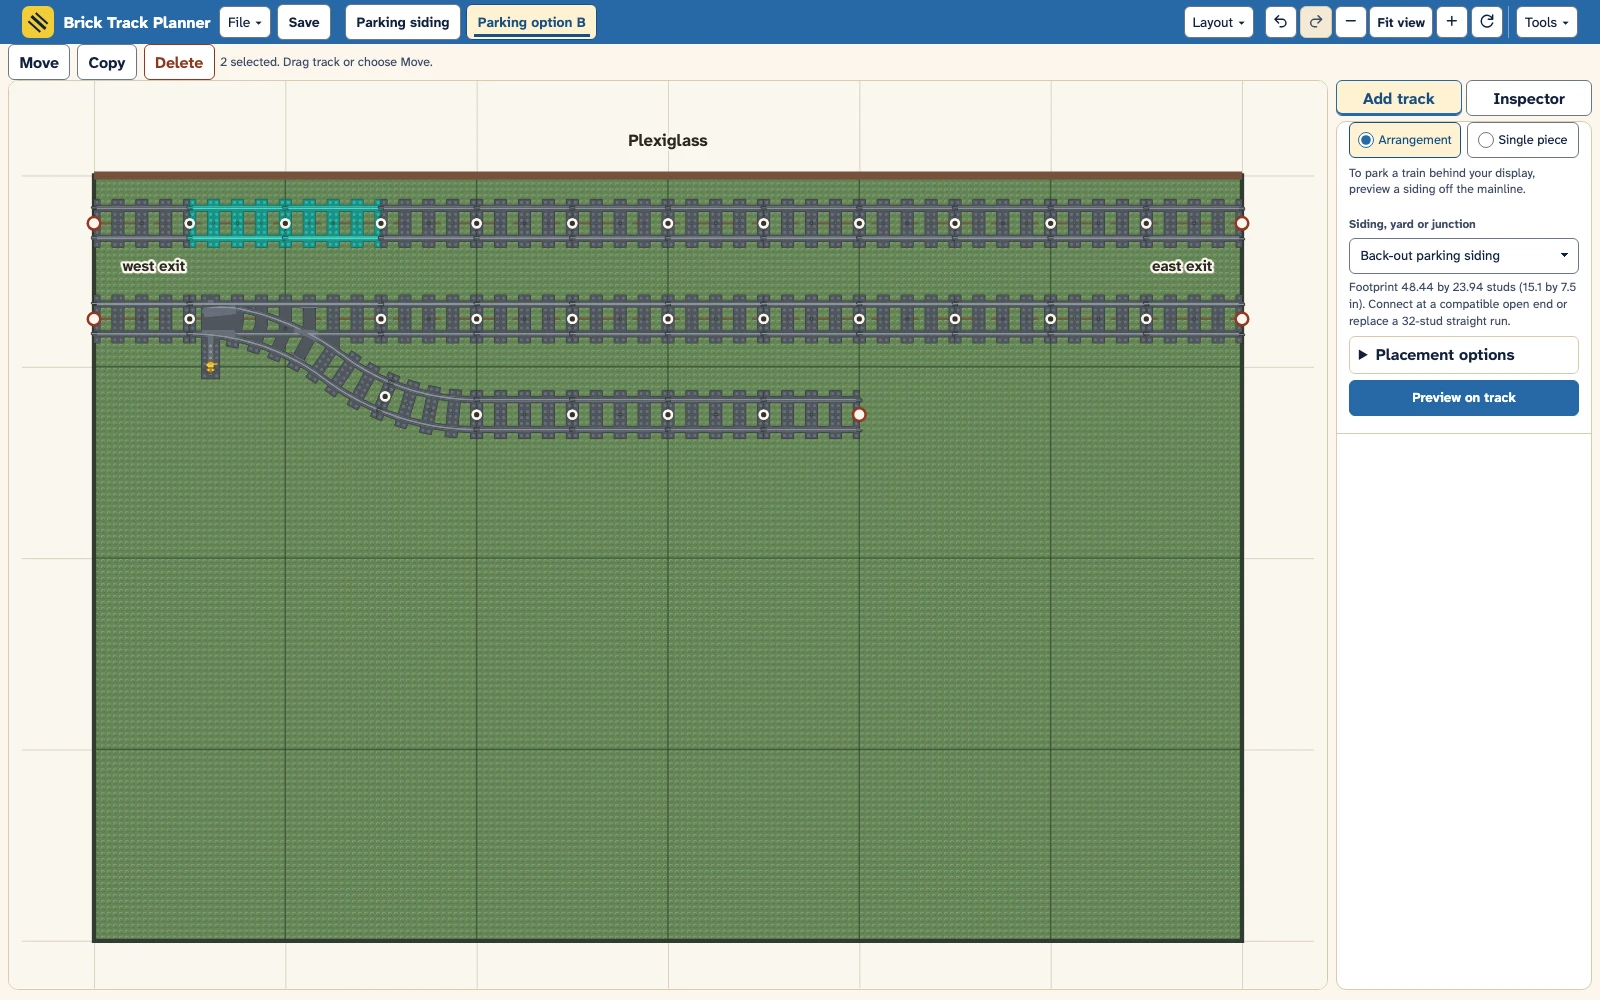 Brick Track Planner
File
Save
Parking siding
Parking option B
Layout
Fit view
Tools
Move
Copy
Delete
2 selected. Drag track or choose Move.
Add track
Inspector
Arrangement
Single piece
To park a train behind your display,
preview a siding off the mainline.
Siding, yard or junction
Back-out parking siding
Footprint 48.44 by 23.94 studs (15.1 by 7.5
in). Connect at a compatible open end or
replace a 32-stud straight run.
Placement options
Preview on track
Plexiglass
west exit
east exit